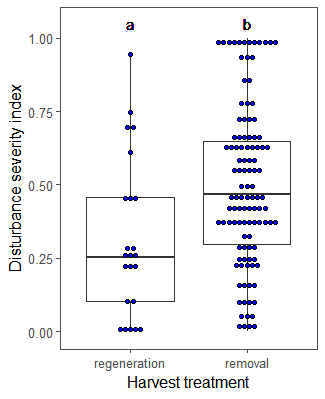 a b
1.00
0.75
0.50
0.25
0.00
Disturbance severity index
regeneration removal
Harvest treatment